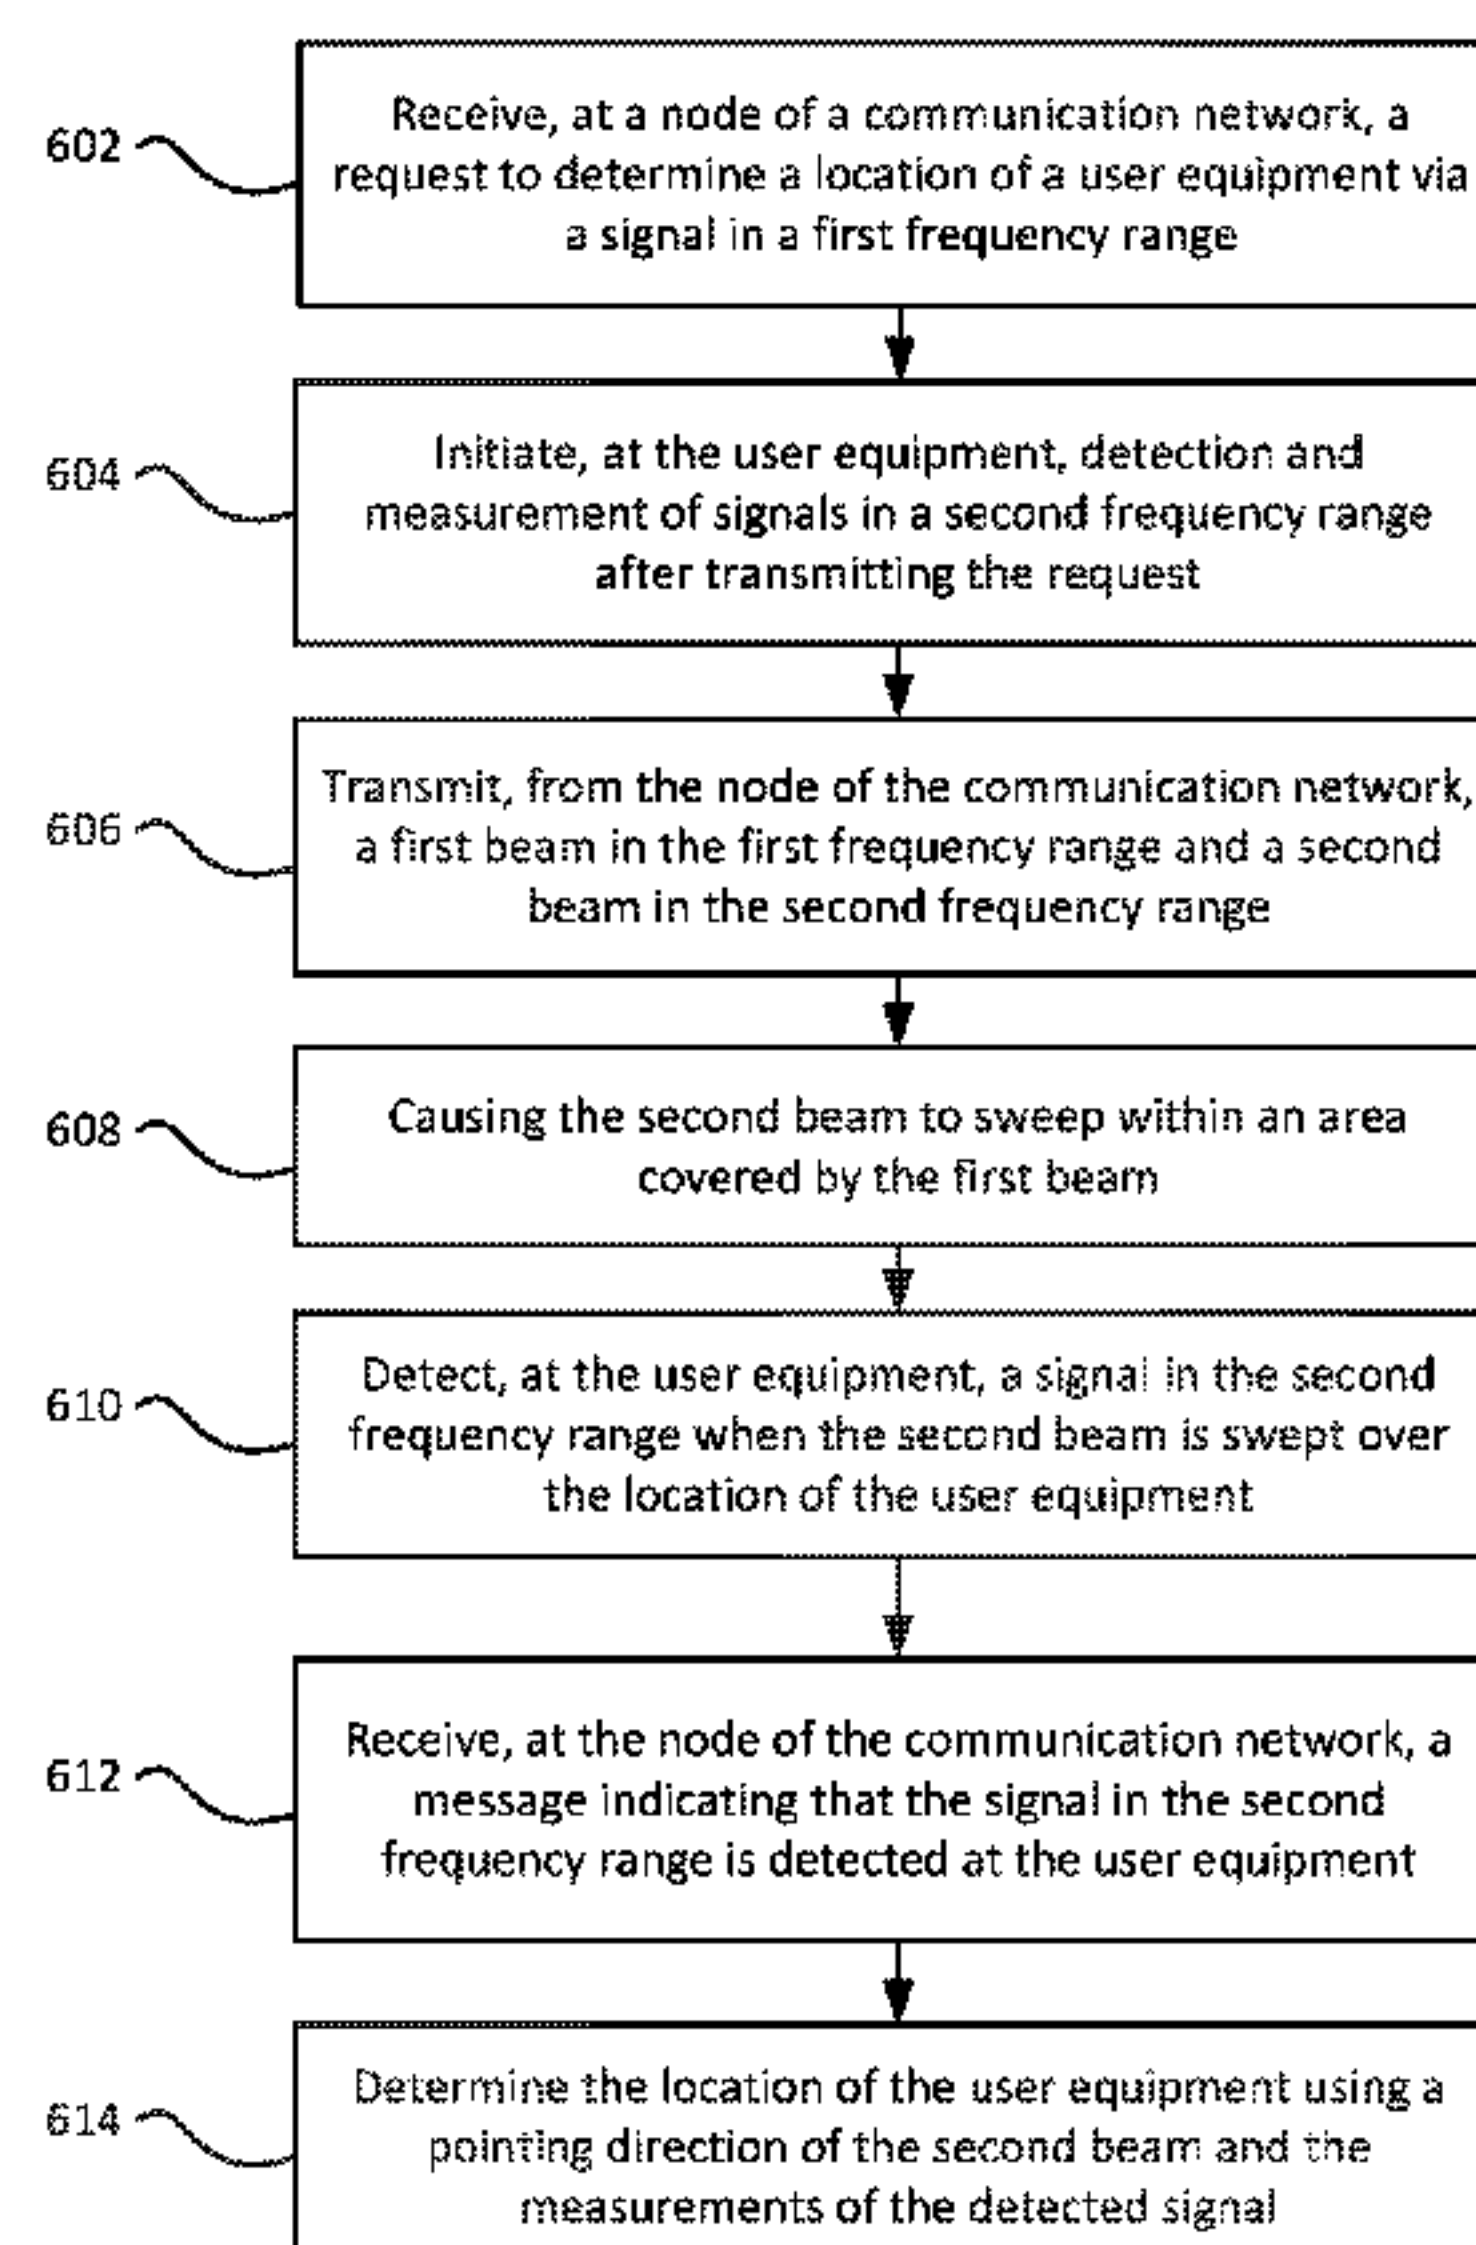 602
Receive, at a node of a communication network, a
request to determine a location of a user equipment via
a signal in a first frequency range
604
Initiate, at the user equipment, detection and
measurement of signals in a second frequency range
after transmitting the request
606
Transmit, from the node of the communication network,
a first beam in the first frequency range and a second
beam in the second frequency range
608
Causing the second beam to sweep within an area
covered by the first beam
610
Detect, at the user equipment, a signal in the second
frequency range when the second beam is swept over
the location of the user equipment
612
Receive, at the node of the communication network, a
message indicating that the signal in the second
frequency range is detected at the user equipment
614
Determine the location of the user equipment using a
pointing direction of the second beam and the
measurements of the detected signal